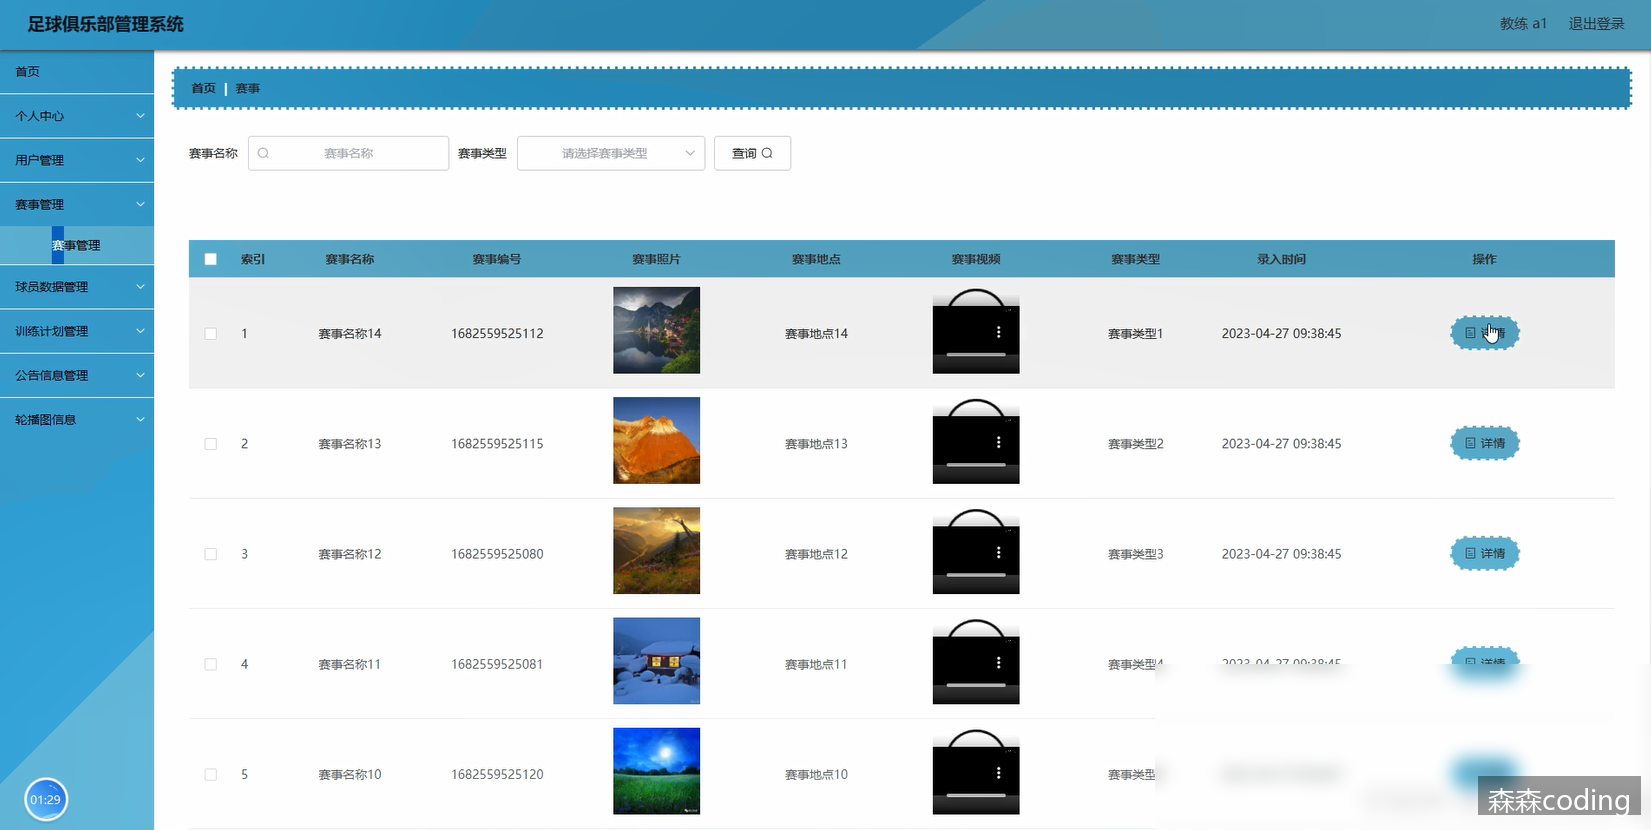 足球俱乐部管理系统
教练 a1 退出登录
首页
个人中心
用户管理
赛事管理
赛事管理
球员数据管理
训练计划管理
公告信息管理
轮播图信息
01:29
首页 | 赛事
赛事名称 赛事名称 赛事类型 请选择赛事类型 查询
索引 赛事名称 赛事编号 赛事照片 赛事地点 赛事视频 赛事类型 录入时间 操作
1 赛事名称14 1682559525112 赛事地点14 赛事类型1 2023-04-27 09:38:45
2 赛事名称13 1682559525115 赛事地点13 赛事类型2 2023-04-27 09:38:45 详情
3 赛事名称12 1682559525080 赛事地点12 赛事类型3 2023-04-27 09:38:45 详情
4 赛事名称11 1682559525081 赛事地点11 赛事类型4 2023-04-27 09:38:45 详情
5 赛事名称10 1682559525120 赛事地点10 赛事类型
森森coding